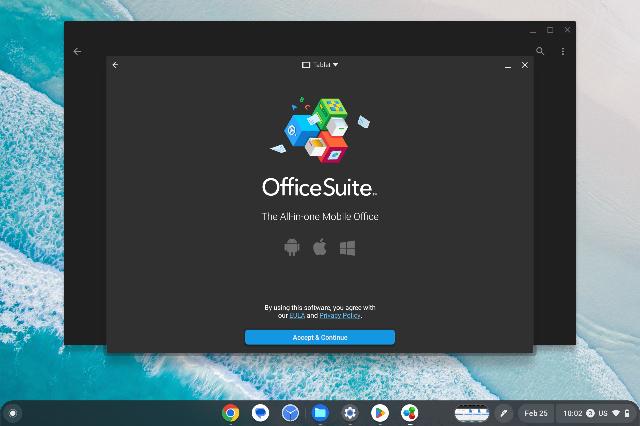 Tablet
OfficeSuite™
The All-in-one Mobile Office
By using this software, you agree with
our EULA and Privacy Policy.
Accept & Continue
Feb 25
10:02
US